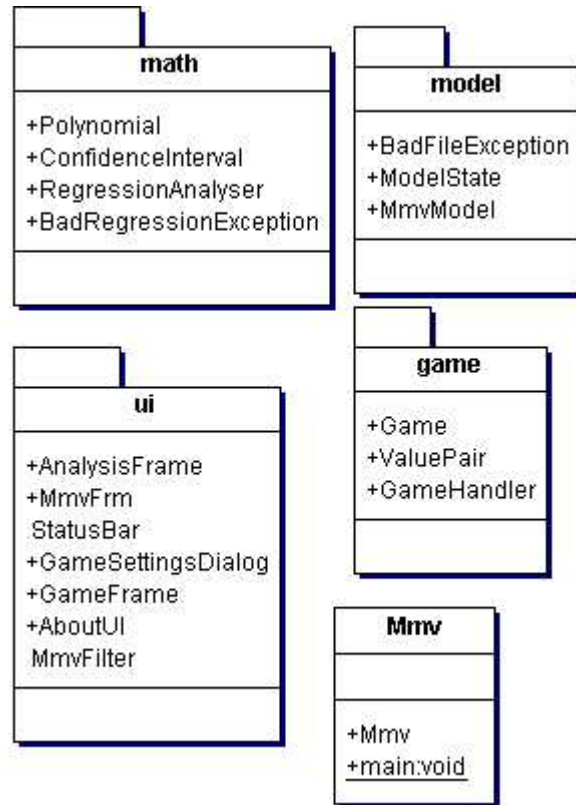 math
+Polynomial
+ConfidenceInterval
+RegressionAnalyser
+BadRegressionException
model
+BadFileException
+ModelState
+MmvModel
ui
+AnalysisFrame
+MmvFrm
StatusBar
+GameSettingsDialog
+GameFrame
+AboutUI
MmvFilter
game
+Game
+ValuePair
+GameHandler
Mmv
+Mmv
+main:void